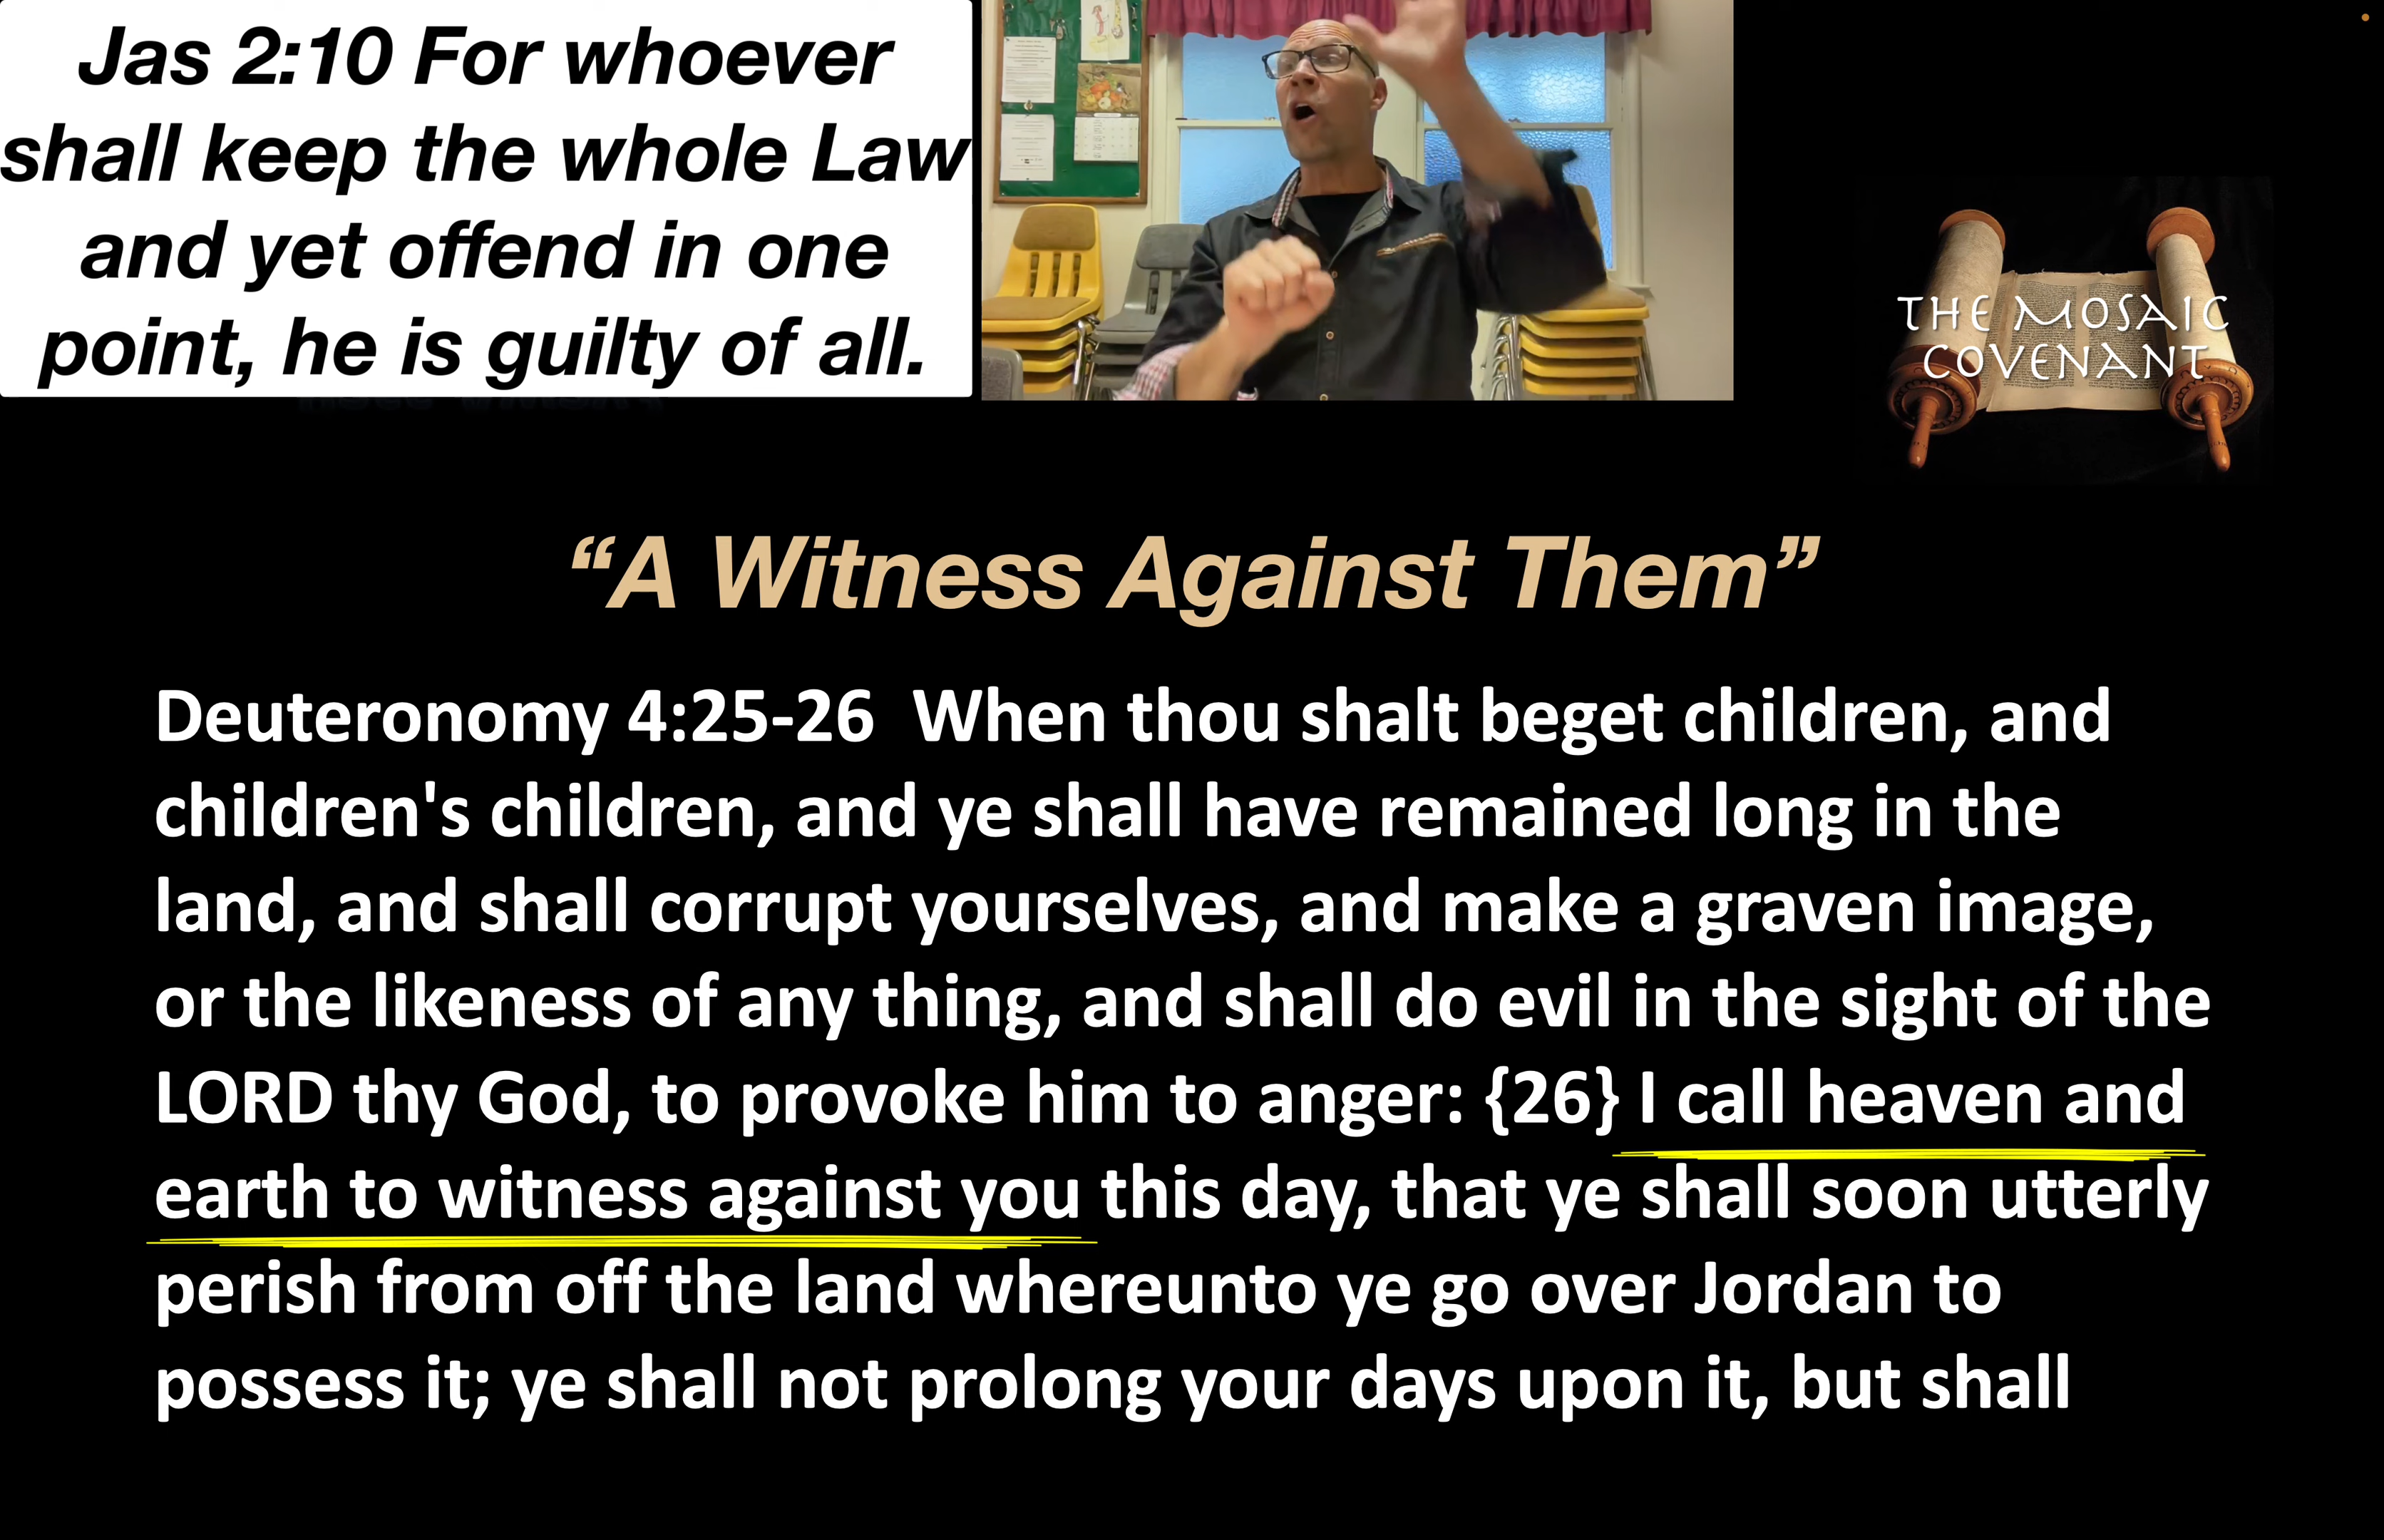 Jas 2:10 For whoever
shall keep the whole Law
and yet offend in one
point, he is guilty of all.
THE MOSAIC
COVENANT
“A Witness Against Them”
Deuteronomy 4:25-26  When thou shalt beget children, and
children's children, and ye shall have remained long in the
land, and shall corrupt yourselves, and make a graven image,
or the likeness of any thing, and shall do evil in the sight of the
LORD thy God, to provoke him to anger: {26} I call heaven and
earth to witness against you this day, that ye shall soon utterly
perish from off the land whereunto ye go over Jordan to
possess it; ye shall not prolong your days upon it, but shall